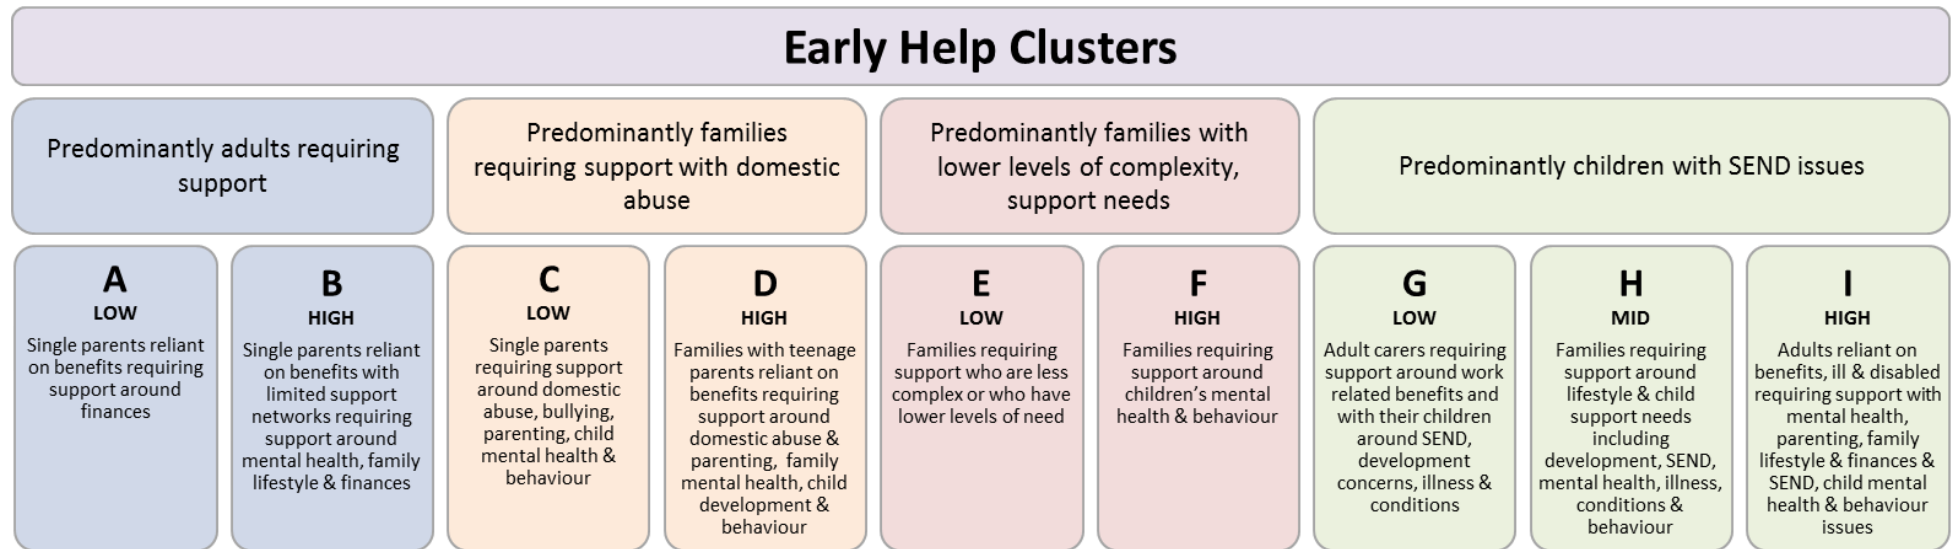 Early Help Clusters
Predominantly adults requiring
support
Predominantly families
requiring support with domestic
abuse
Predominantly families with
lower levels of complexity,
support needs
Predominantly children with SEND issues
A
LOW
Single parents reliant
on benefits requiring
support around
finances
B
HIGH
Single parents reliant
on benefits with
limited support
networks requiring
support around
mental health, family
lifestyle & finances
C
LOW
Single parents
requiring support
around domestic
abuse, bullying,
parenting, child
mental health &
behaviour
D
HIGH
Families with teenage
parents reliant on
benefits requiring
support around
domestic abuse &
parenting, family
mental health, child
development &
behaviour
E
LOW
Families requiring
support who are less
complex or who have
lower levels of need
F
HIGH
Families requiring
support around
children's mental
health & behaviour
G
LOW
Adult carers requiring
support around work
related benefits and
with their children
around SEND,
development
concerns, illness &
conditions
H
MID
Families requiring
support around
lifestyle & child
support needs
including
development, SEND,
mental health, illness,
conditions &
behaviour
I
HIGH
Adults reliant on
benefits, ill & disabled
requiring support with
mental health,
parenting, family
lifestyle & finances &
SEND, child mental
health & behaviour
issues